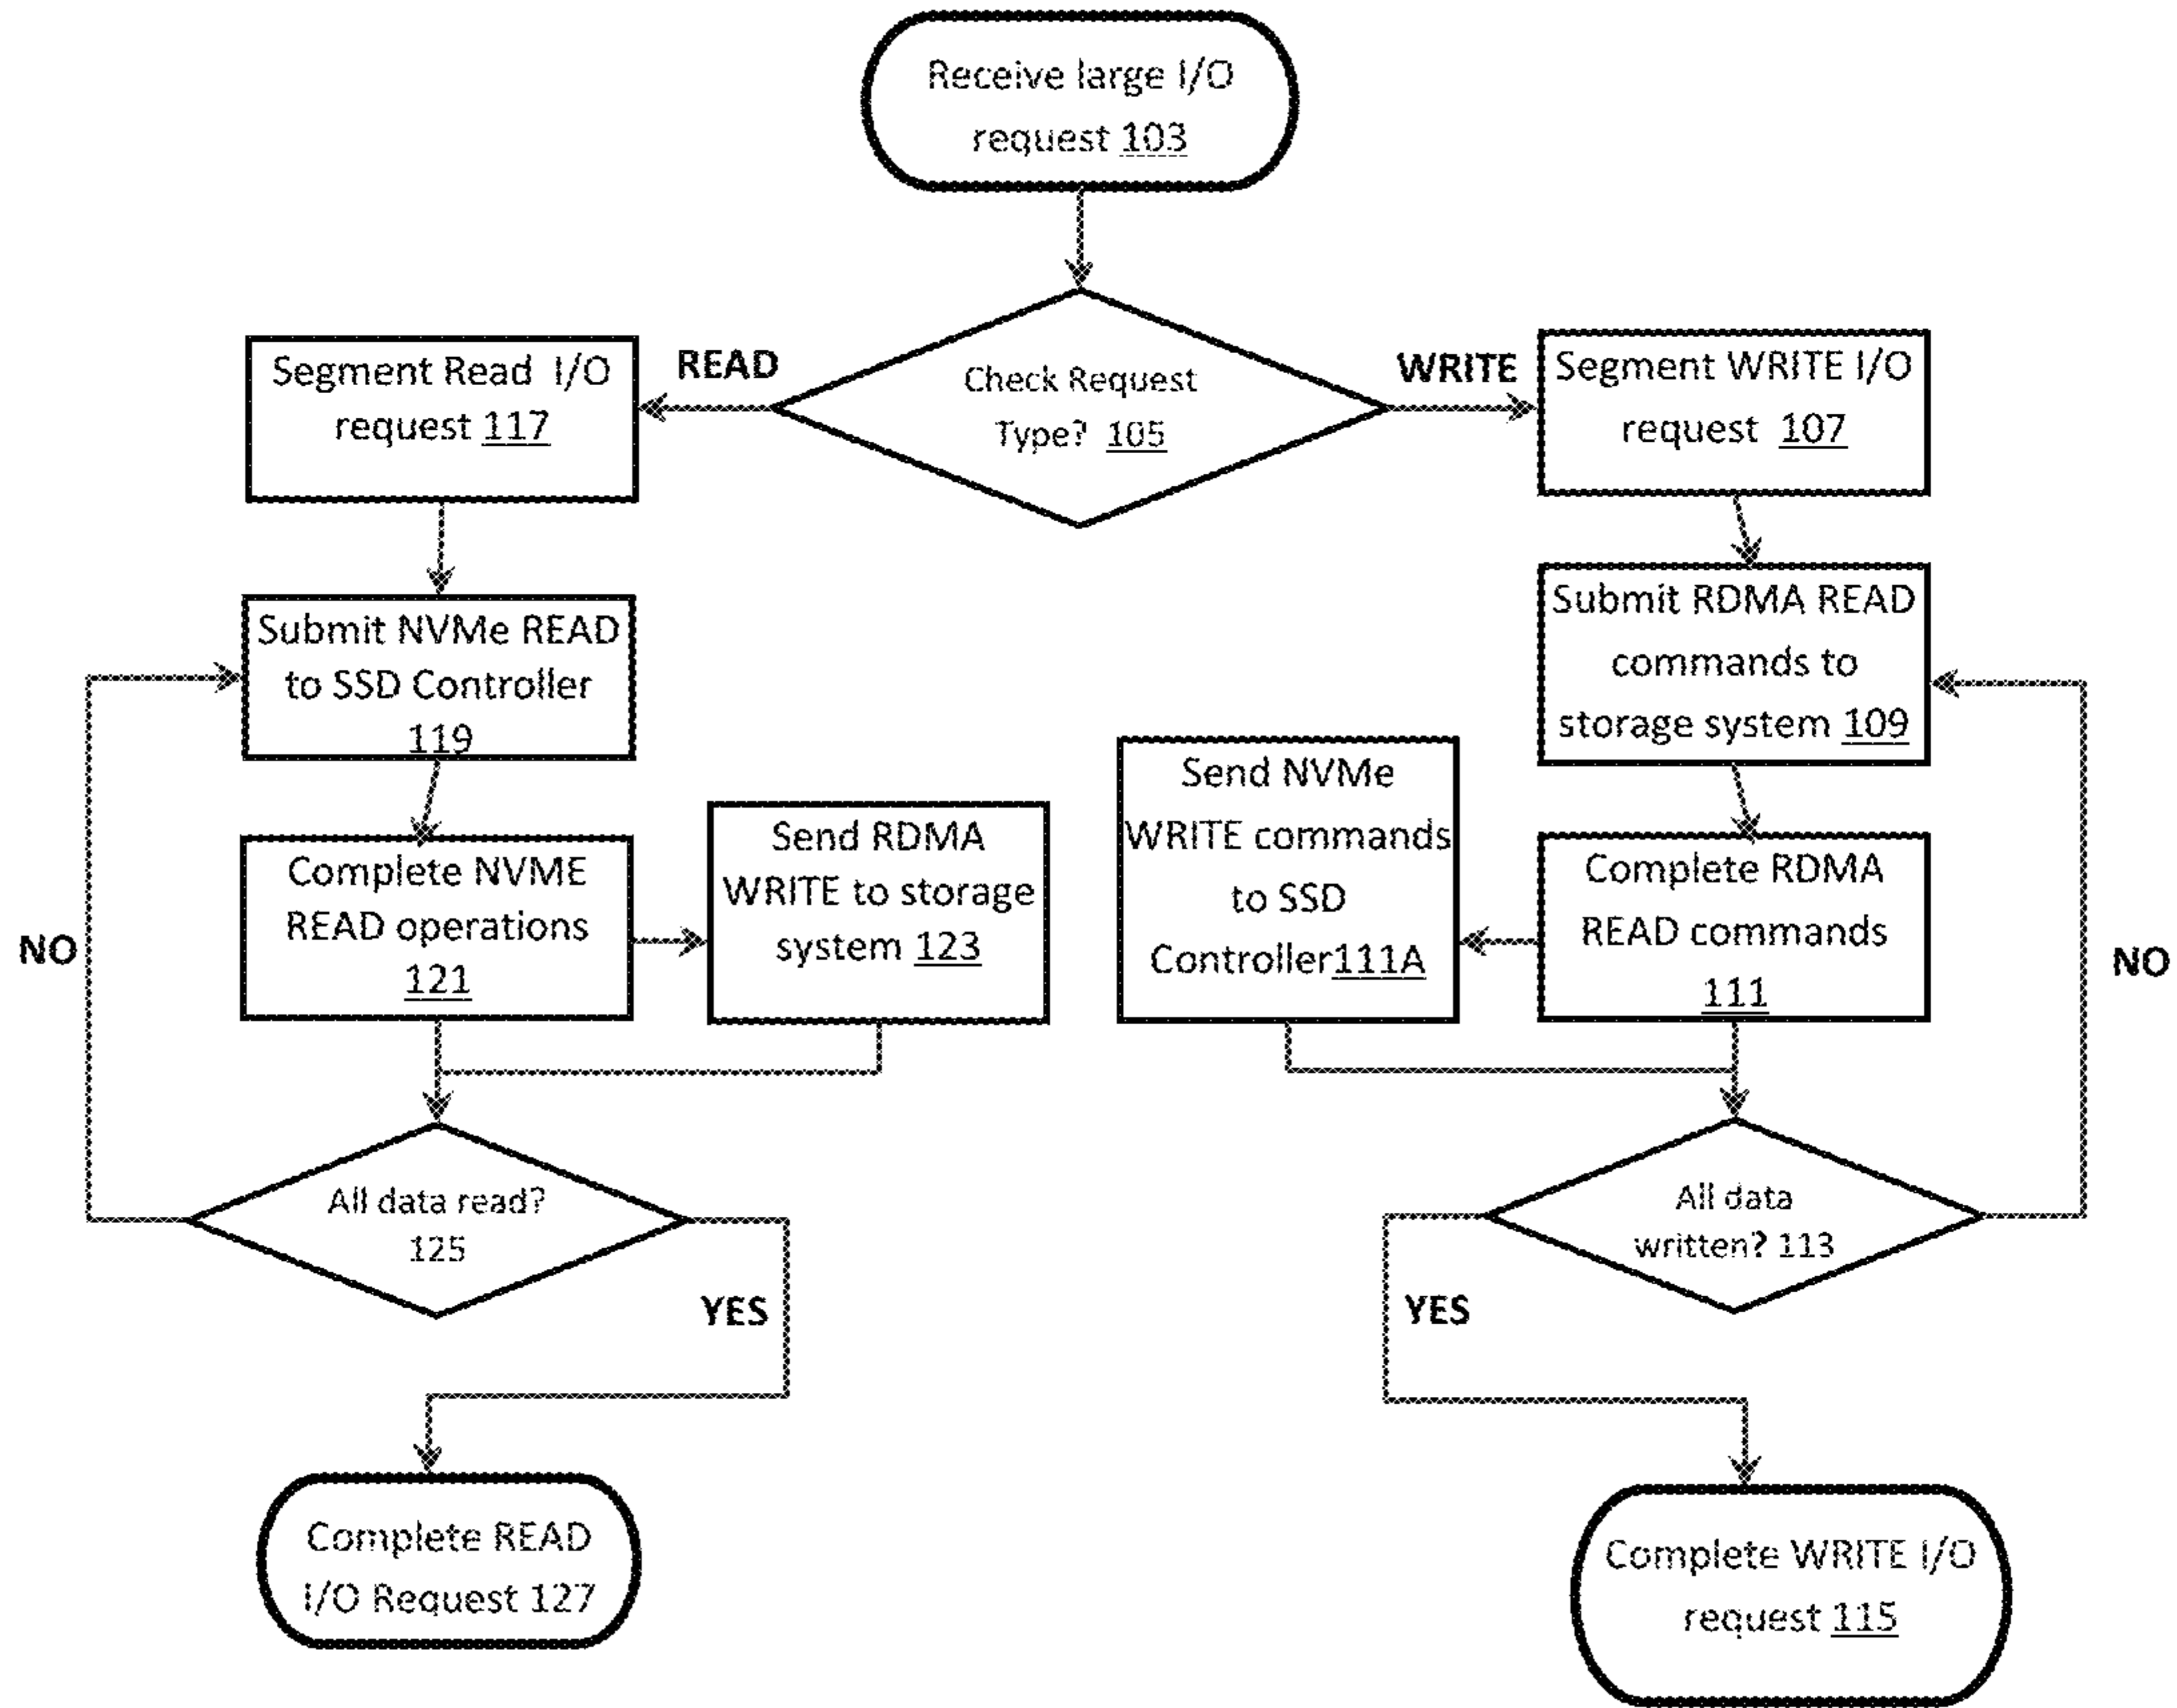 Receive large I/O
request 103
READ
WRITE
Check Request
Type? 105
Segment Read I/O
request 117
Segment WRITE I/O
request 107
Submit NVMe READ
to SSD Controller
119
Submit RDMA READ
commands to
storage system 109
Complete NVME
READ operations
121
Send RDMA
WRITE to storage
system 123
Send NVMe
WRITE commands
to SSD
Controller111A
Complete RDMA
READ commands
111
NO
NO
All data read?
125
All data
written? 113
YES
YES
Complete READ
I/O Request 127
Complete WRITE I/O
request 115